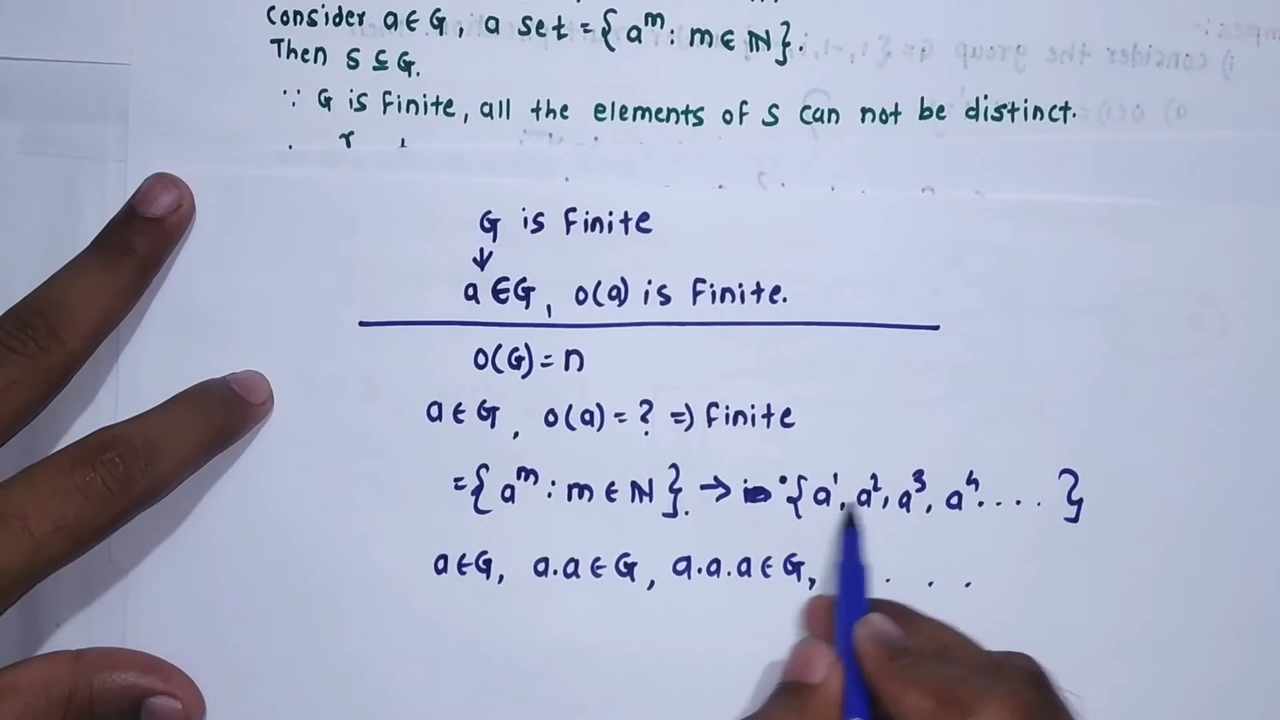 Consider a ∈ G, a set = {a^m : m ∈ ℕ}.
Then S ⊆ G.
∵ G is Finite, all the elements of S can not be distinct.
G is Finite
↓
a ∈ G, o(a) is Finite.
o(G) = n
a ∈ G, o(a) = ? ⇒ Finite
= {a^m : m ∈ ℕ}. → {a^1, a^2, a^3, a^4 . . . . }
a ∈ G, a.a ∈ G, a.a.a ∈ G, . . .